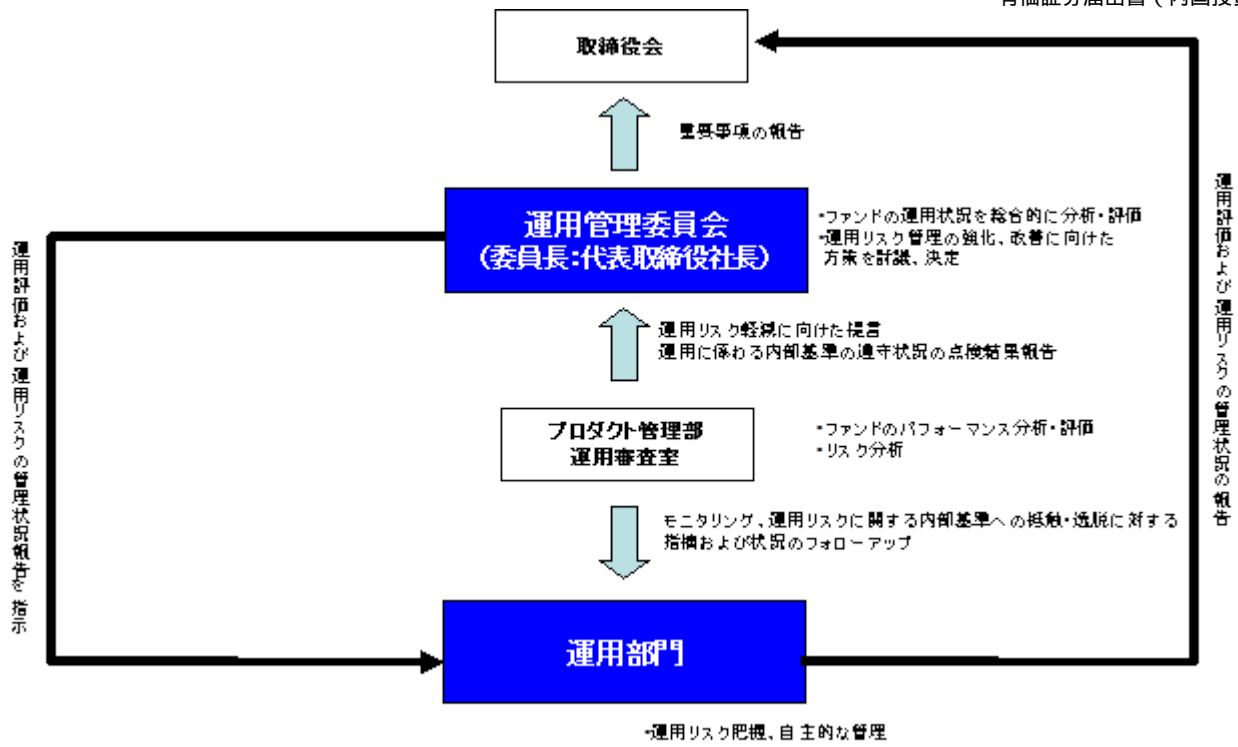 取締役会
重要事項の報告
運用管理委員会
(委員長:代表取締役社長)
・ファンドの運用状況を総合的に分析・評価
・運用リスク管理の強化、改善に向けた
方策を討議、決定
運用リスク軽減に向けた提言
運用に係わる内部基準の遵守状況の点検結果報告
プロダクト管理部
運用審査室
・ファンドのパフォーマンス分析・評価
・リスク分析
モニタリング、運用リスクに関する内部基準への抵触・逸脱に対する
指摘および状況のフォローアップ
運用部門
・運用リスク把握、自主的な管理
運用評価および運用リスクの管理状況報告を指示
運用評価および運用リスクの管理状況の報告